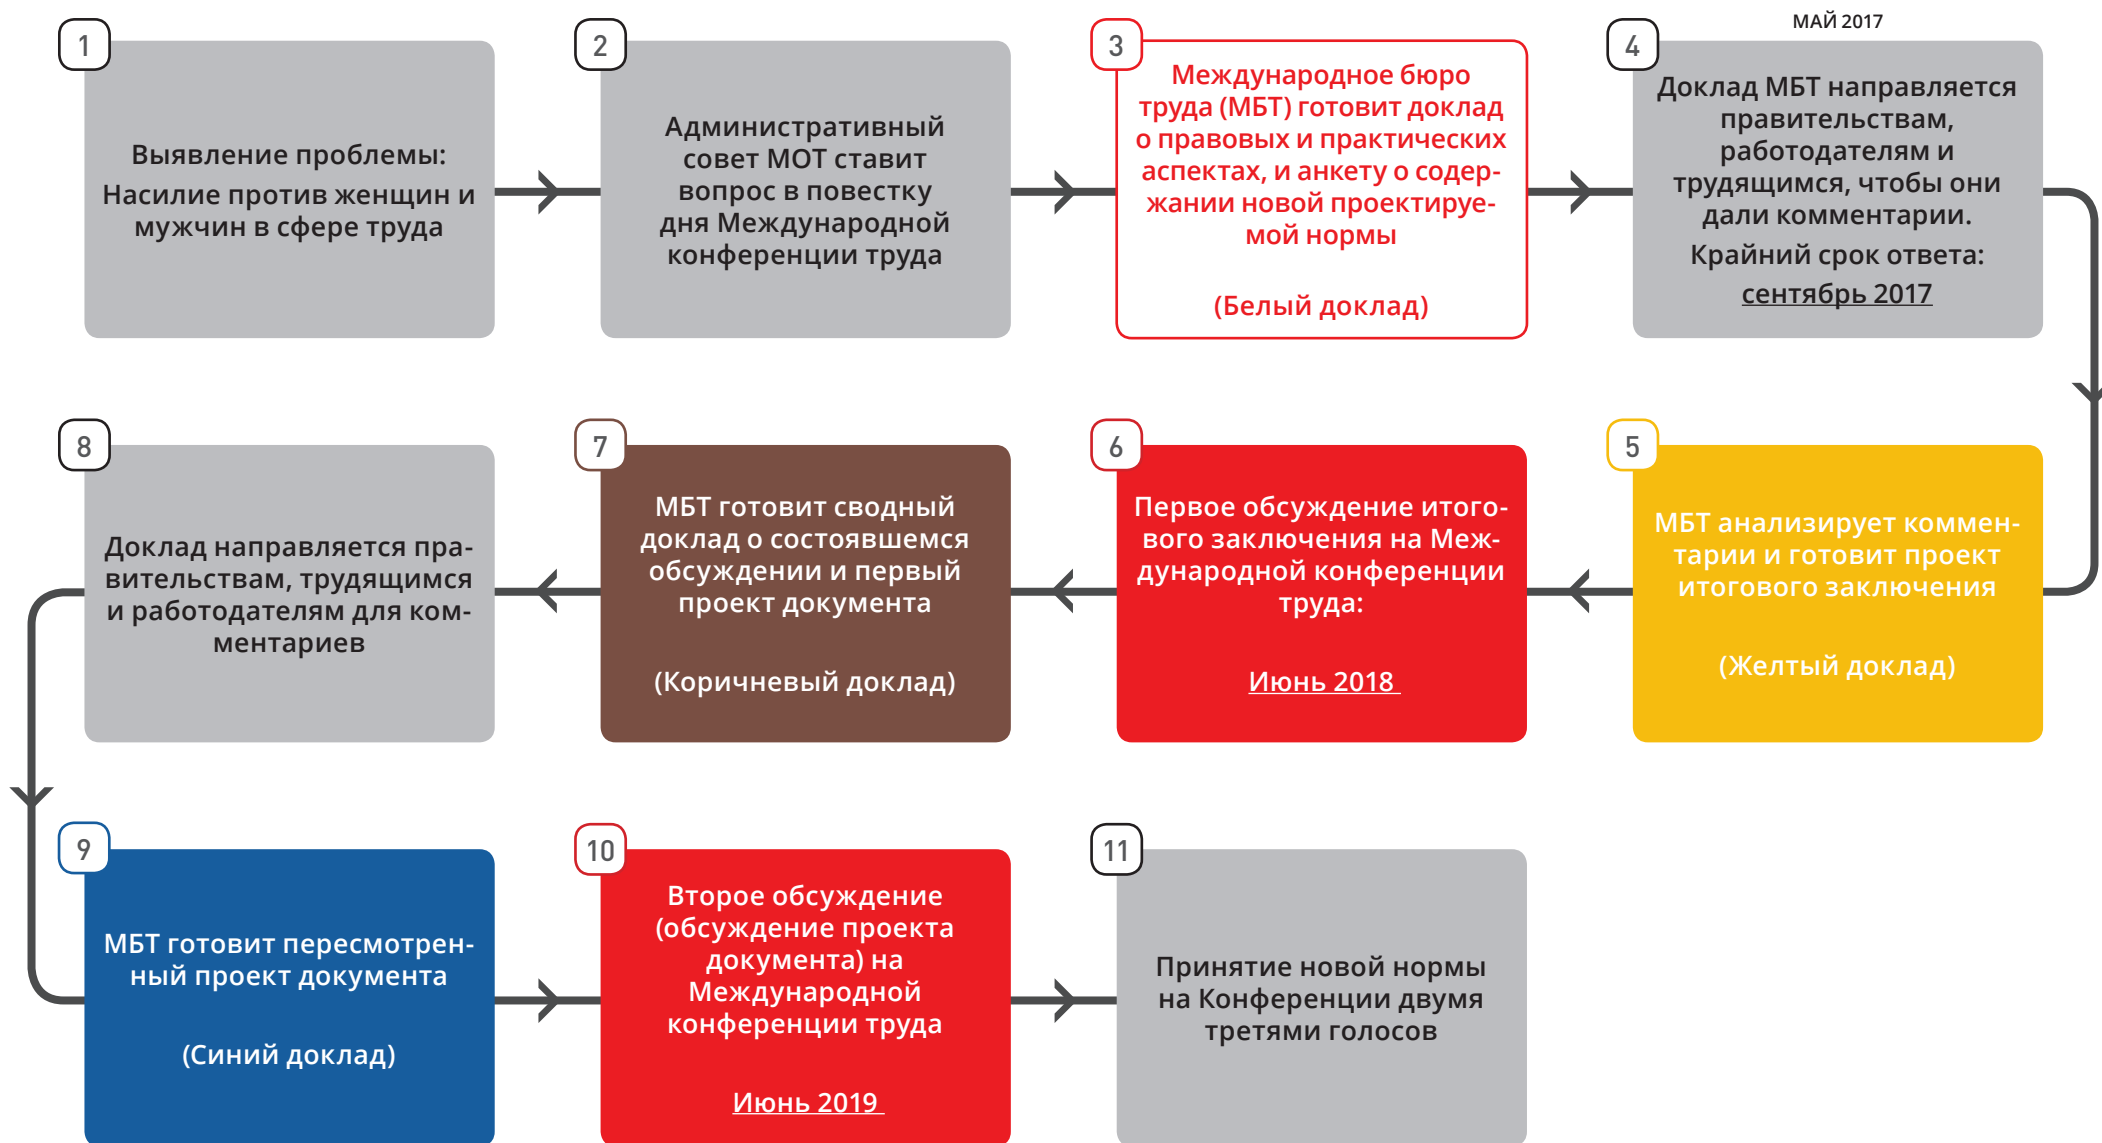 1
Выявление проблемы:
Насилие против женщин и
мужчин в сфере труда
2
Административный
совет МОТ ставит
вопрос в повестку
дня Международной
конференции труда
3
Международное бюро
труда (МБТ) готовит доклад
о правовых и практических
аспектах, и анкету о содер-
жании новой проектируе-
мой нормы
(Белый доклад)
МАЙ 2017
4
Доклад МБТ направляется
правительствам,
работодателям и
трудящимся, чтобы они
дали комментарии.
Крайний срок ответа:
сентябрь 2017
5
МБТ анализирует коммен-
тарии и готовит проект
итогового заключения
(Желтый доклад)
6
Первое обсуждение итого-
вого заключения на Меж-
дународной конференции
труда:
Июнь 2018
7
МБТ готовит сводный
доклад о состоявшемся
обсуждении и первый
проект документа
(Коричневый доклад)
8
Доклад направляется пра-
вительствам, трудящимся
и работодателям для ком-
ментариев
9
МБТ готовит пересмотрен-
ный проект документа
(Синий доклад)
10
Второе обсуждение
(обсуждение проекта
документа) на
Международной
конференции труда
Июнь 2019
11
Принятие новой нормы
на Конференции двумя
третями голосов